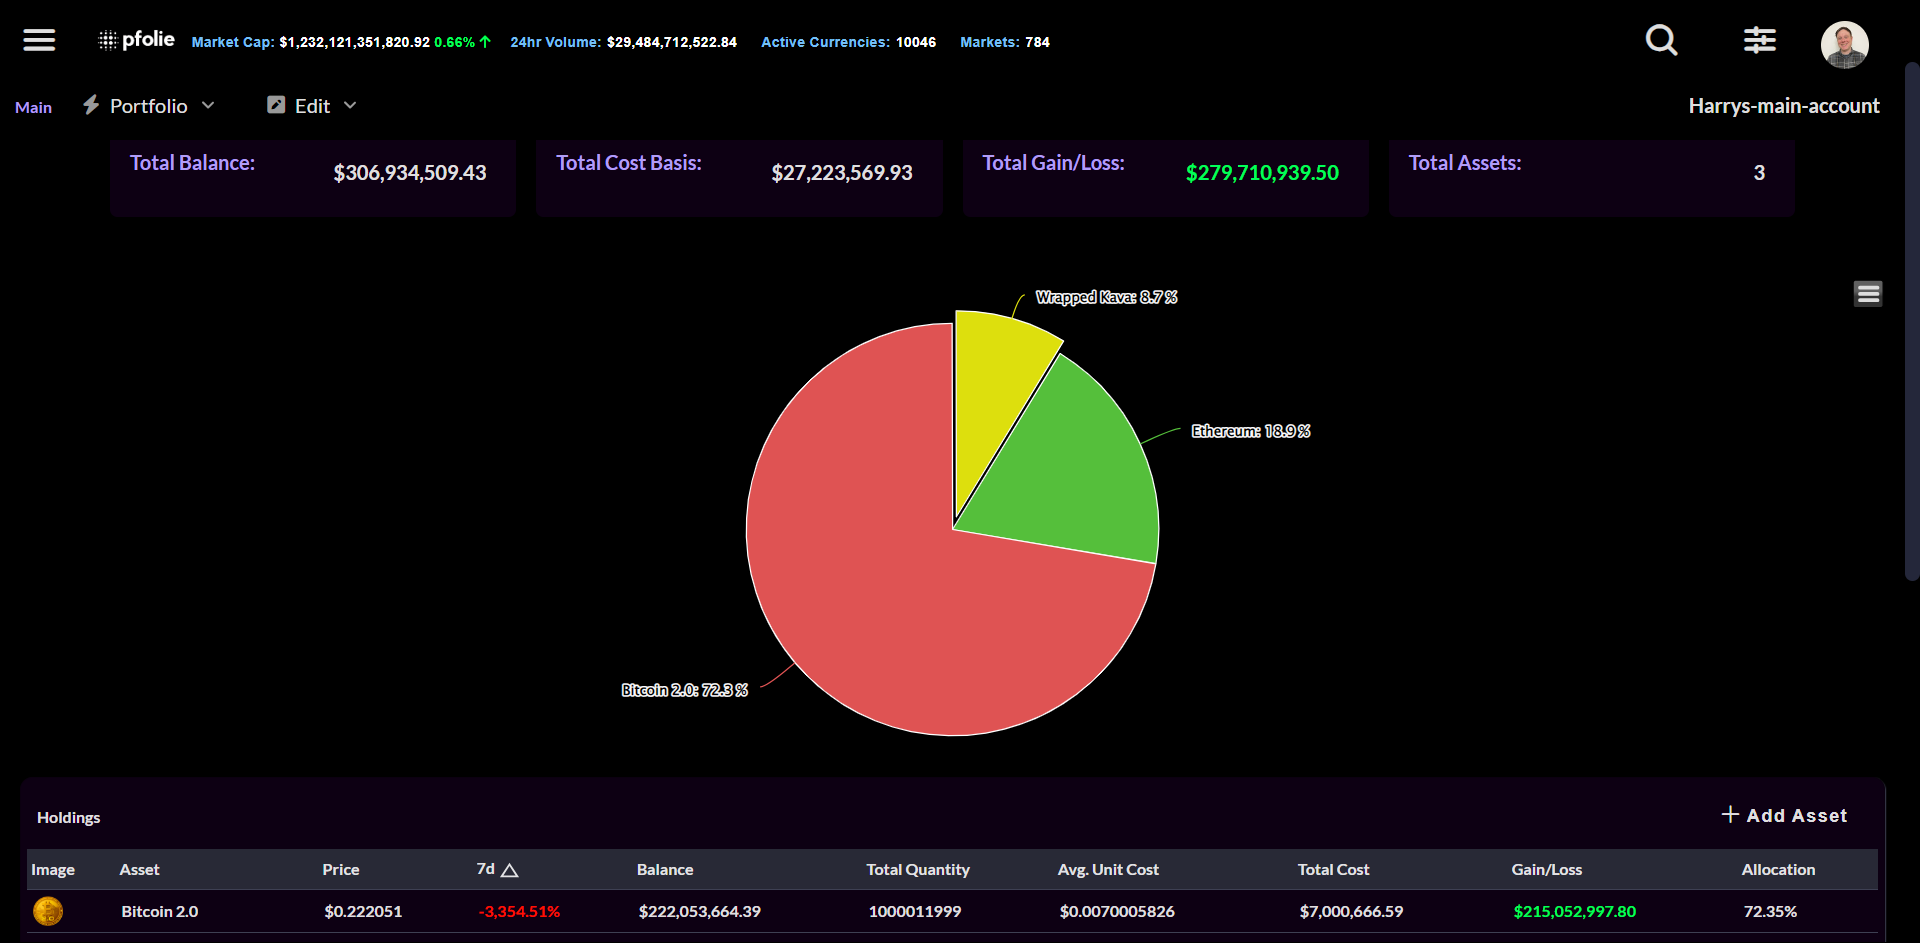 pfolie Market Cap: $1,232,121,351,820.92 0.66% 24hr Volume: $29,484,712,522.84 Active Currencies: 10046 Markets: 784
Main Portfolio Edit Harrys-main-account
Total Balance: $306,934,509.43 Total Cost Basis: $27,223,569.93 Total Gain/Loss: $279,710,939.50 Total Assets: 3
Wrapped Kava: 8.7 %
Ethereum: 18.9 %
Bitcoin 2.0: 72.3 %
Holdings + Add Asset
Image Asset Price 7d △ Balance Total Quantity Avg. Unit Cost Total Cost Gain/Loss Allocation
Bitcoin 2.0 $0.222051 -3,354.51% $222,053,664.39 1000011999 $0.0070005826 $7,000,666.59 $215,052,997.80 72.35%